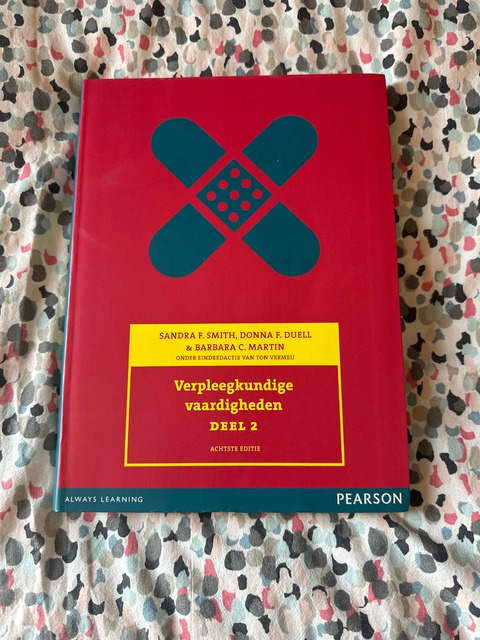 SANDRA F. SMITH, DONNA F. DUELL
& BARBARA C. MARTIN
ONDER EINDREDACTIE VAN TON VERMEIJ
Verpleegkundige
vaardigheden
DEEL 2
ACHTSTE EDITIE
ALWAYS LEARNING
PEARSON